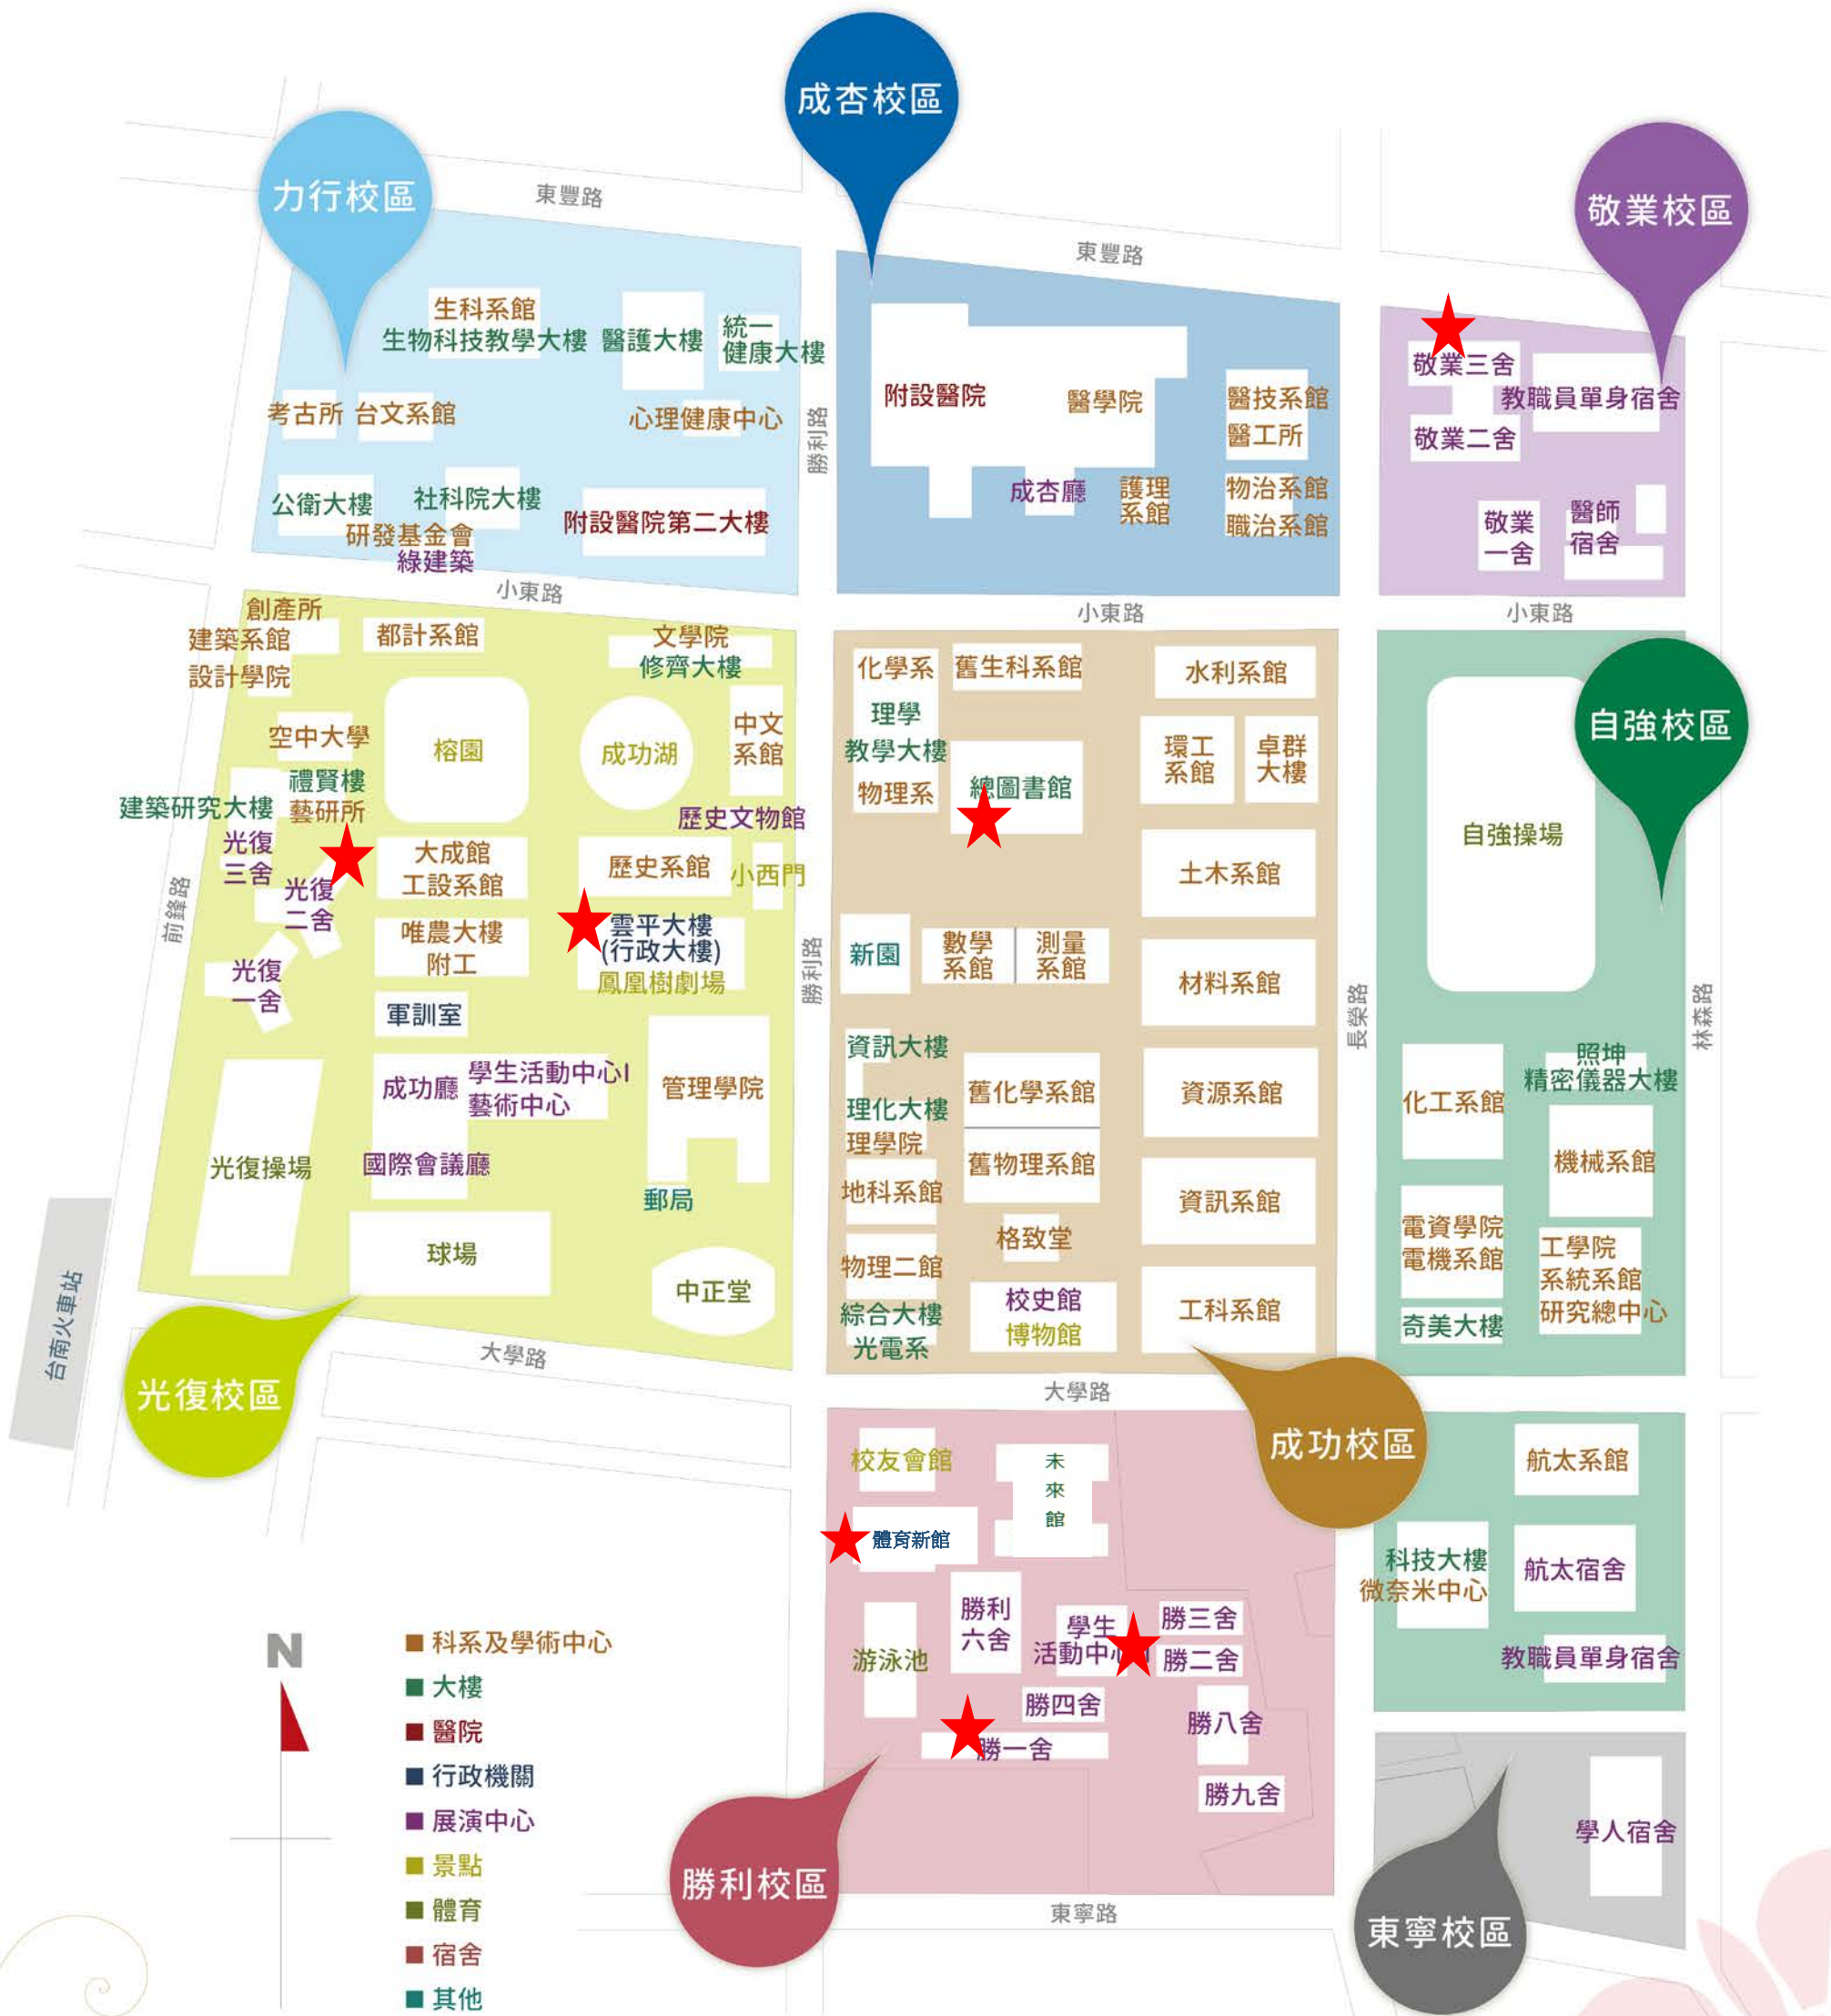 成杏校區
力行校區
敬業校區
東豐路
東豐路
生科系館
生物科技教學大樓
醫護大樓
統一
健康大樓
考古所
台文系館
心理健康中心
公衛大樓
社科院大樓
研發基金會
綠建築
附設醫院第二大樓
勝利路
附設醫院
醫學院
醫技系館
醫工所
成杏廳
護理
系館
物治系館
職治系館
敬業三舍
教職員單身宿舍
敬業二舍
敬業
一舍
醫師
宿舍
小東路
小東路
小東路
創產所
建築系館
設計學院
都計系館
文學院
修齊大樓
空中大學
榕園
成功湖
中文
系館
禮賢樓
建築研究大樓
藝研所
歷史文物館
光復
三舍
大成館
工設系館
歷史系館
小西門
光復
二舍
前鋒路
唯農大樓
附工
雲平大樓
(行政大樓)
鳳凰樹劇場
光復
一舍
軍訓室
勝利路
成功廳
學生活動中心I
藝術中心
管理學院
光復操場
國際會議廳
郵局
球場
中正堂
台南火車站
大學路
光復校區
化學系
舊生科系館
水利系館
理學
教學大樓
物理系
總圖書館
環工
系館
卓群
大樓
土木系館
新園
數學
系館
測量
系館
材料系館
資訊大樓
舊化學系館
資源系館
理化大樓
理學院
舊物理系館
地科系館
資訊系館
格致堂
物理二館
綜合大樓
光電系
校史館
博物館
工科系館
大學路
成功校區
長榮路
自強校區
自強操場
林森路
照坤
精密儀器大樓
化工系館
機械系館
電資學院
電機系館
工學院
系統系館
研究總中心
奇美大樓
航太系館
科技大樓
微奈米中心
航太宿舍
教職員單身宿舍
校友會館
未
來
館
體育新館
勝利
六舍
學生
活動中心
勝三舍
勝二舍
游泳池
勝四舍
勝八舍
勝一舍
勝九舍
勝利校區
東寧路
學人宿舍
東寧校區
N
科系及學術中心
大樓
醫院
行政機關
展演中心
景點
體育
宿舍
其他